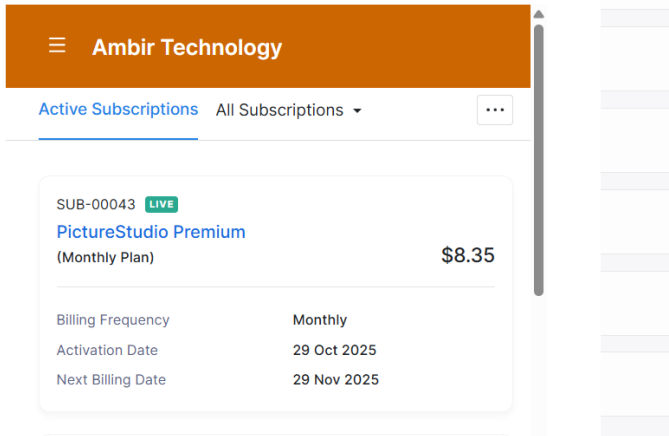 Ambir Technology
Active Subscriptions All Subscriptions
SUB-00043 LIVE
PictureStudio Premium
(Monthly Plan) $8.35
Billing Frequency Monthly
Activation Date 29 Oct 2025
Next Billing Date 29 Nov 2025